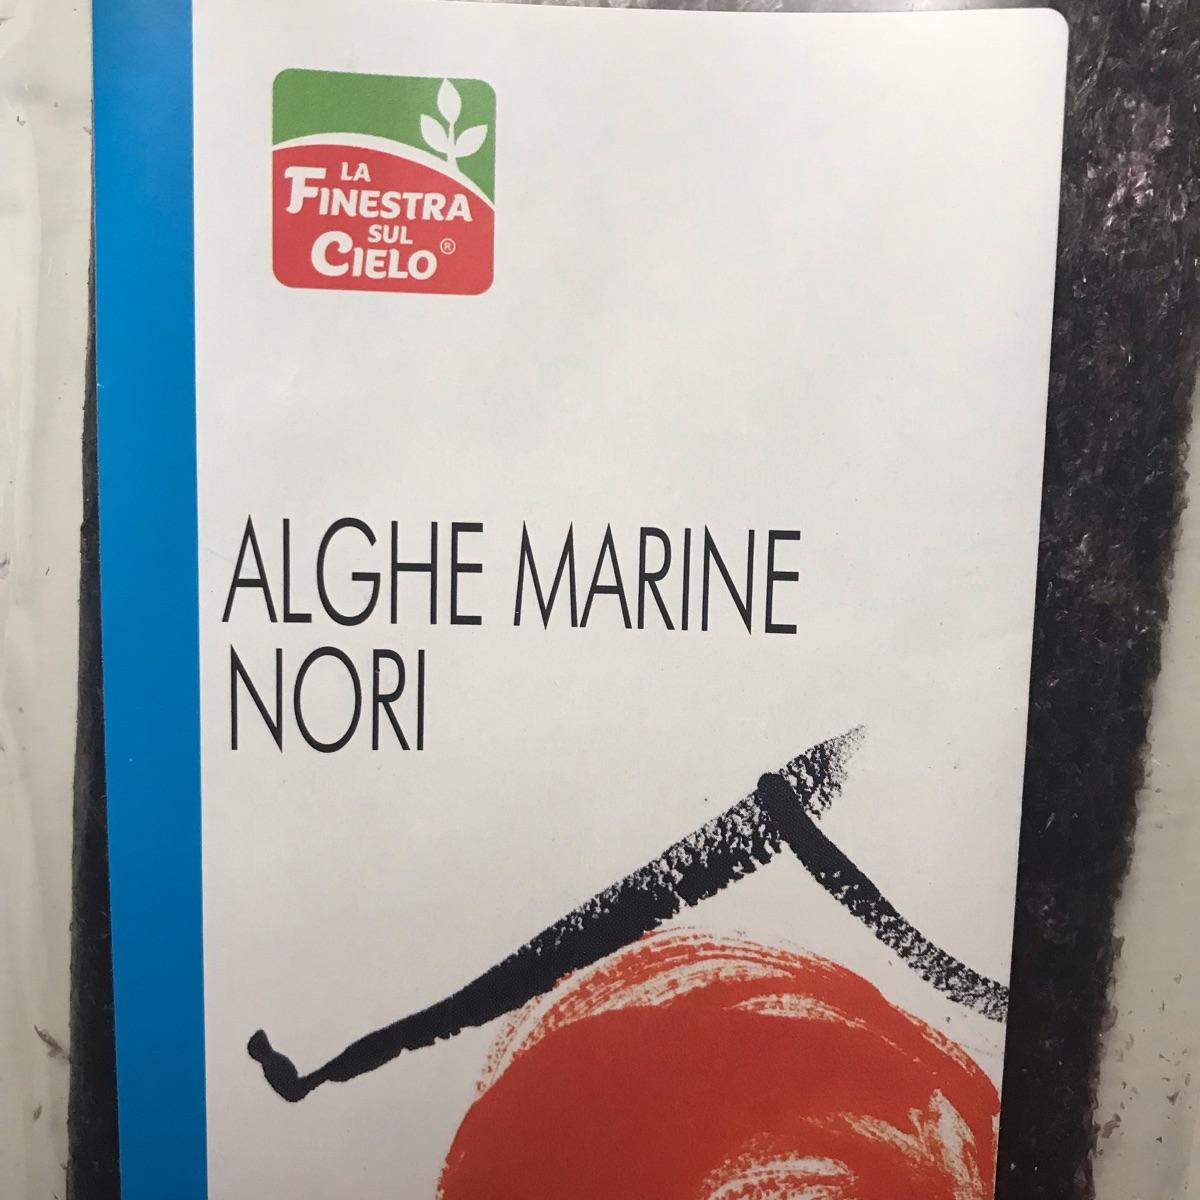 LA
FINESTRA
SUL
CIELO®
ALGHE MARINE
NORI